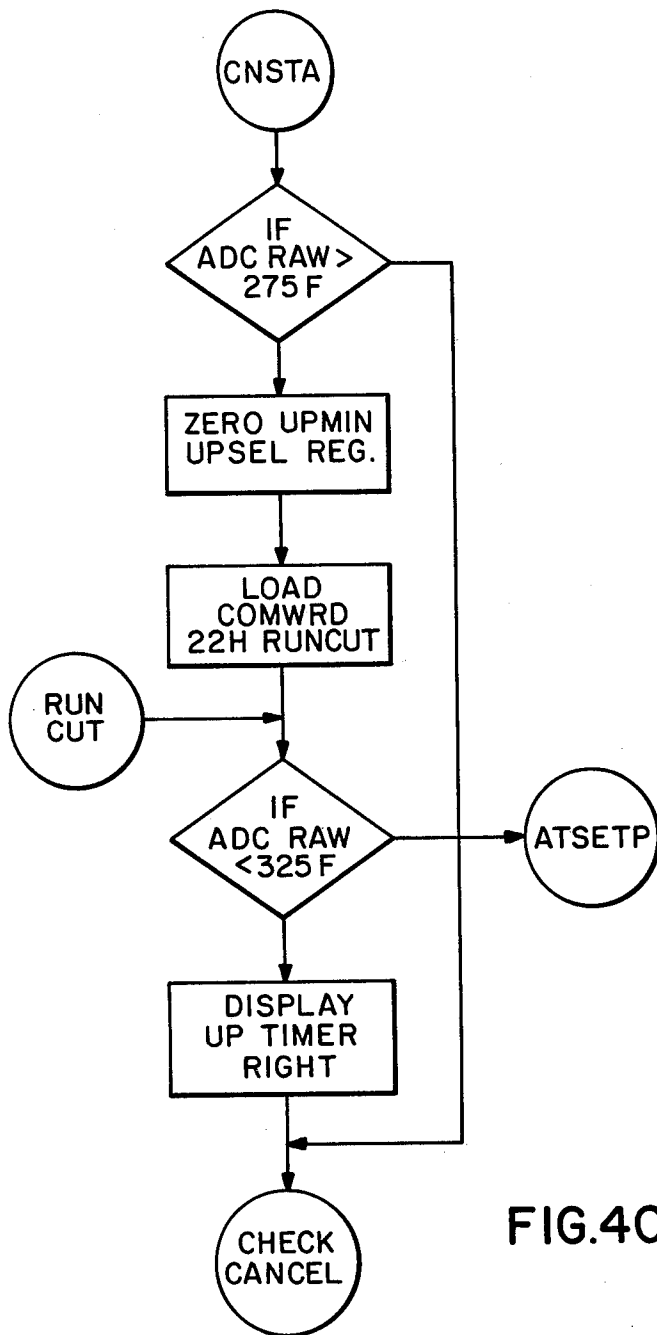 CNSTA
IF
ADC RAW >
275 F
ZERO UPMIN
UPSEL REG.
LOAD
COMWRD
22H RUNCUT
RUN
CUT
IF
ADC RAW
<325 F
ATSETP
DISPLAY
UP TIMER
RIGHT
CHECK
CANCEL
FIG.4C